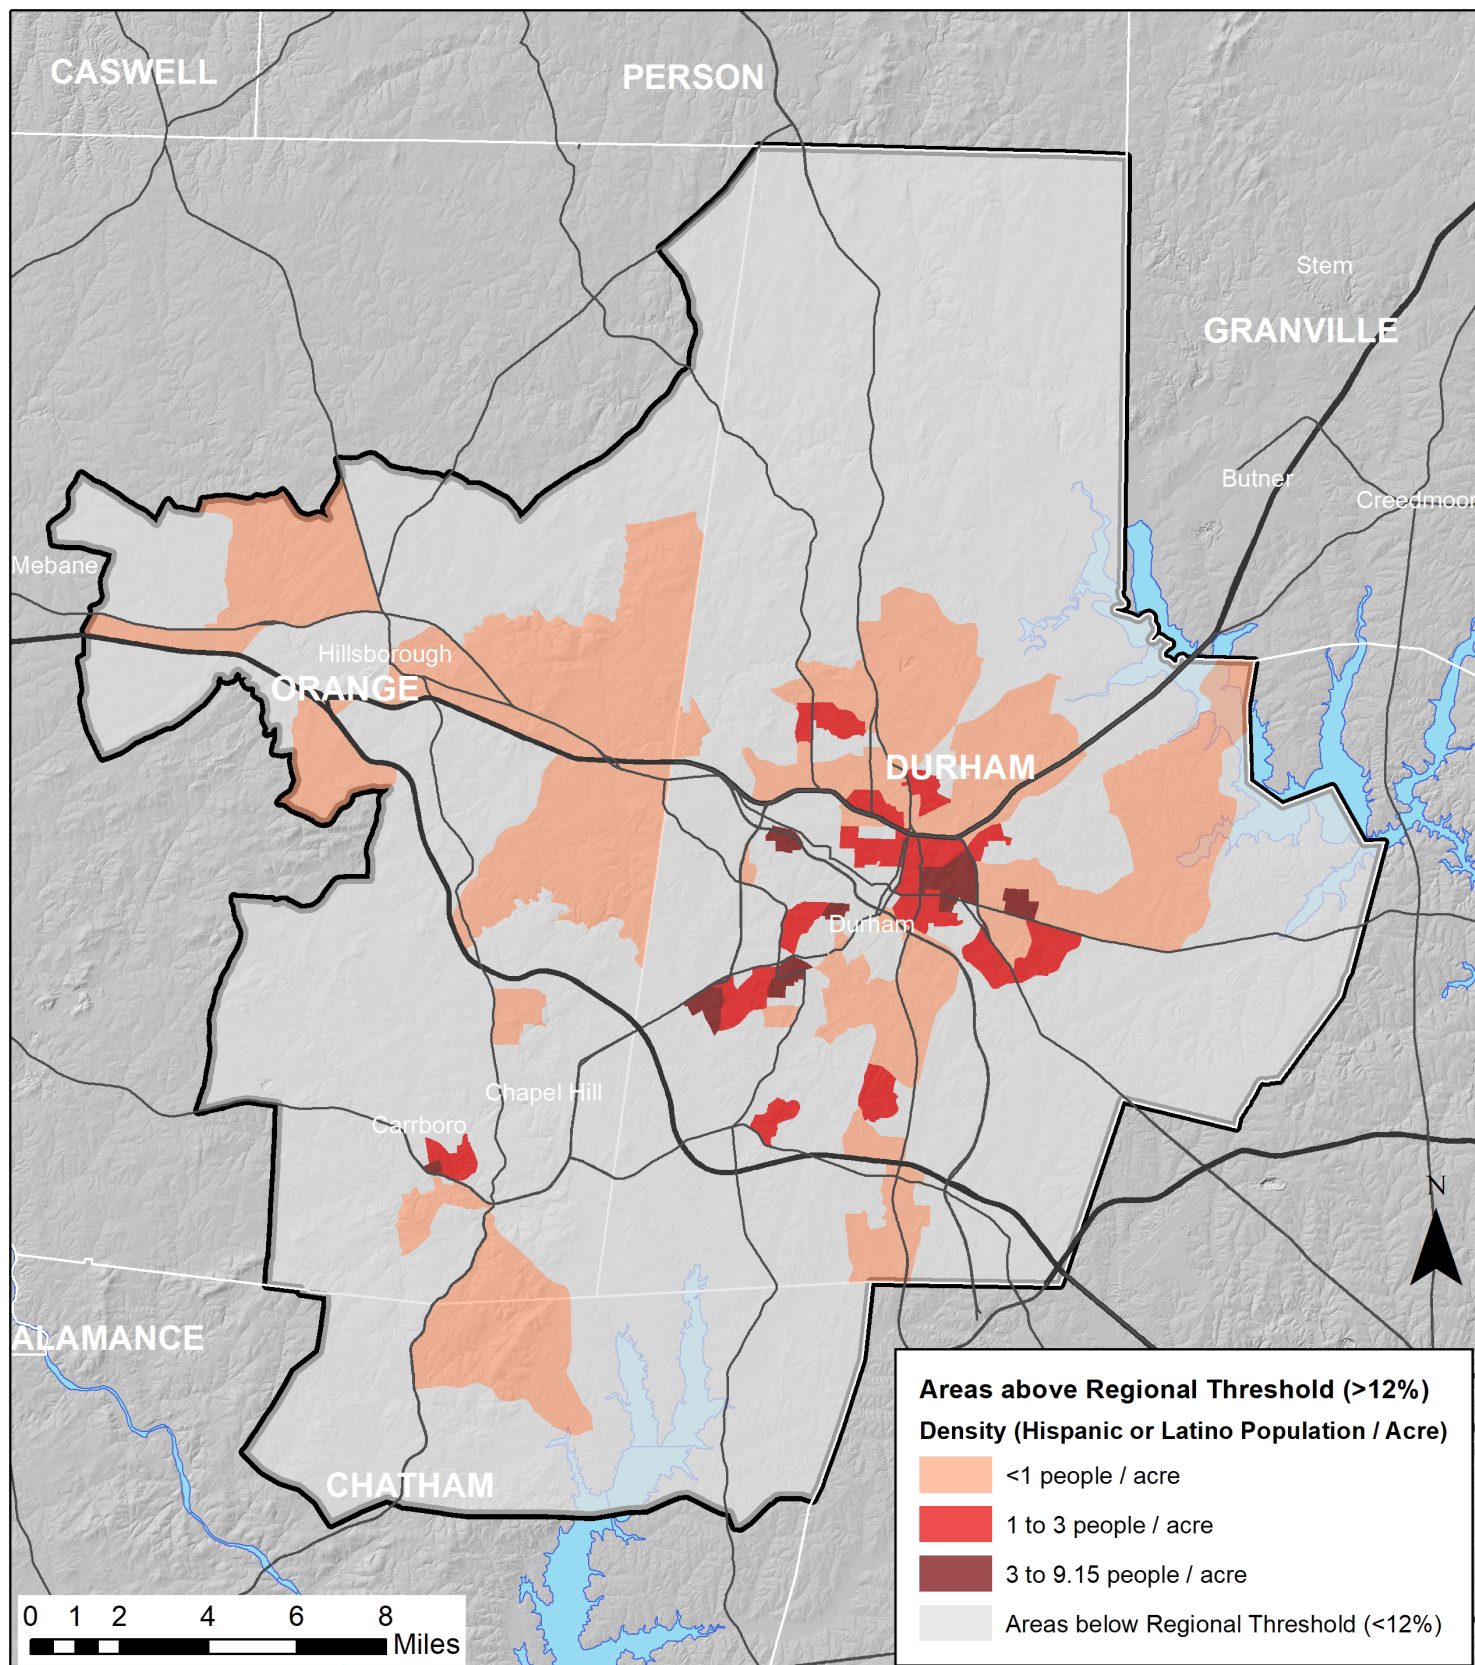 CASWELL
PERSON
Stem
GRANVILLE
Butner
Creedmoor
Mebane
Hillsborough
ORANGE
DURHAM
Durham
Chapel Hill
Carrboro
N
ALAMANCE
CHATHAM
Areas above Regional Threshold (>12%)
Density (Hispanic or Latino Population / Acre)
<1 people / acre
1 to 3 people / acre
3 to 9.15 people / acre
Areas below Regional Threshold (<12%)
0 1 2 4 6 8
Miles